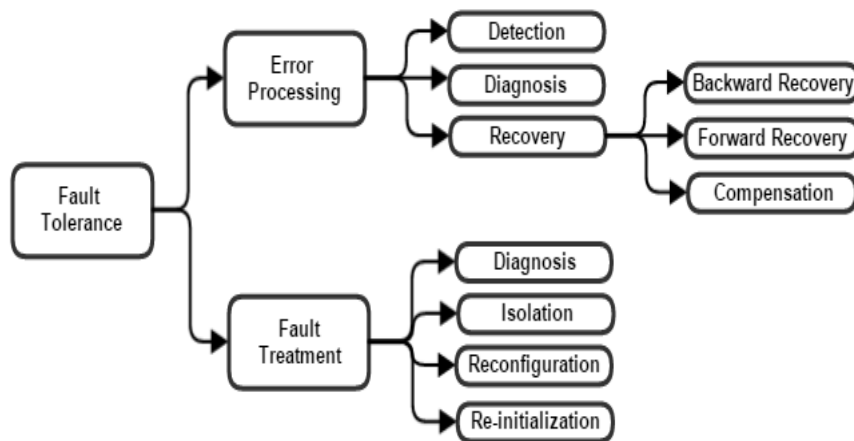 Detection
Error
Processing
Diagnosis
Backward Recovery
Recovery
Forward Recovery
Fault
Tolerance
Compensation
Diagnosis
Isolation
Fault
Treatment
Reconfiguration
Re-initialization